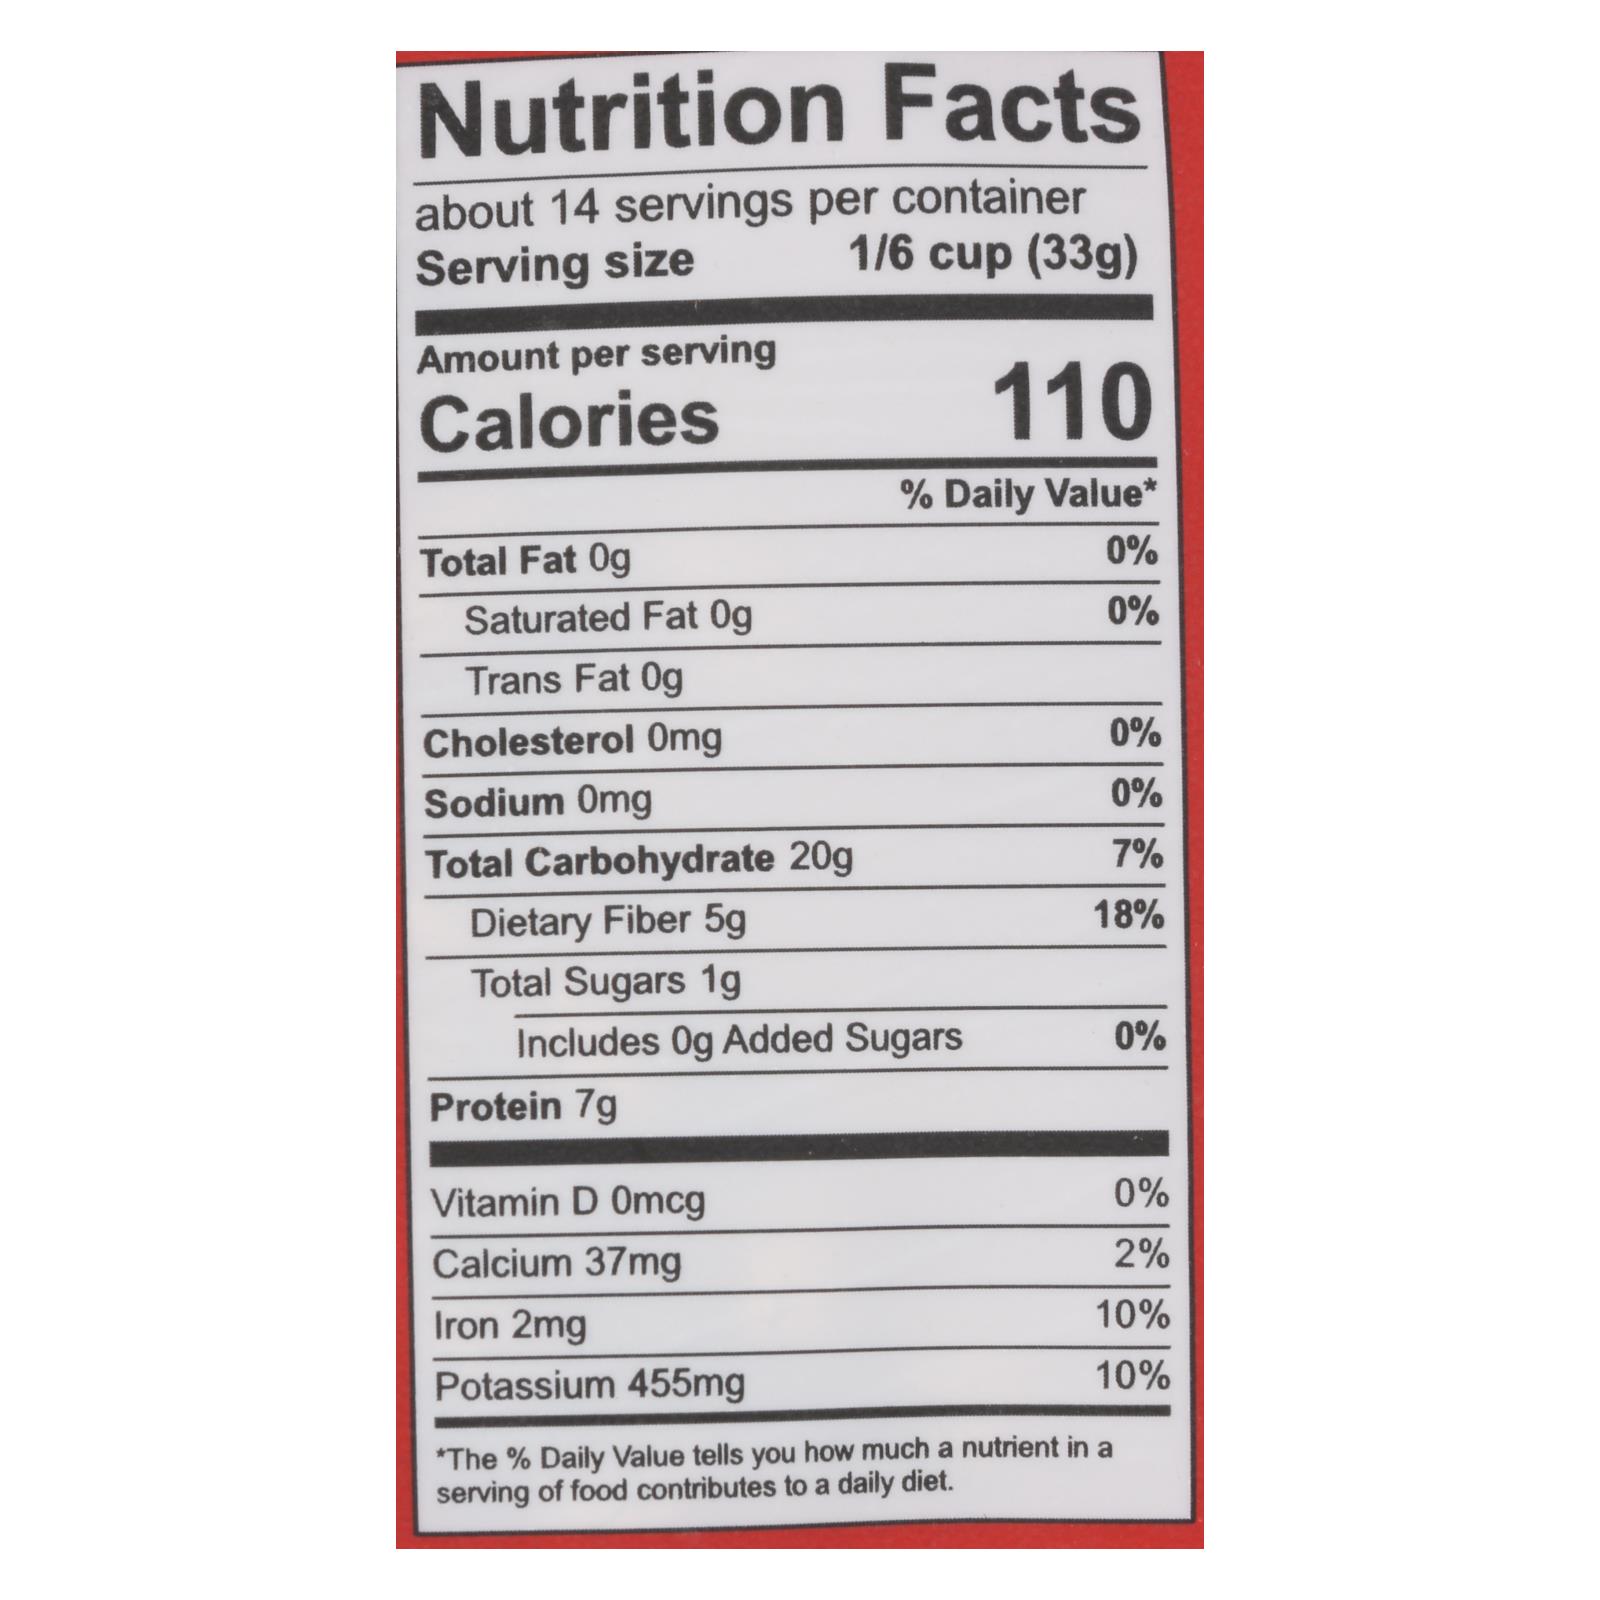 Nutrition Facts
about 14 servings per container
Serving size 1/6 cup (33g)
Amount per serving
Calories 110
% Daily Value*
Total Fat 0g 0%
Saturated Fat 0g 0%
Trans Fat 0g
Cholesterol 0mg 0%
Sodium 0mg 0%
Total Carbohydrate 20g 7%
Dietary Fiber 5g 18%
Total Sugars 1g
Includes 0g Added Sugars 0%
Protein 7g
Vitamin D 0mcg 0%
Calcium 37mg 2%
Iron 2mg 10%
Potassium 455mg 10%
*The % Daily Value tells you how much a nutrient in a
serving of food contributes to a daily diet.